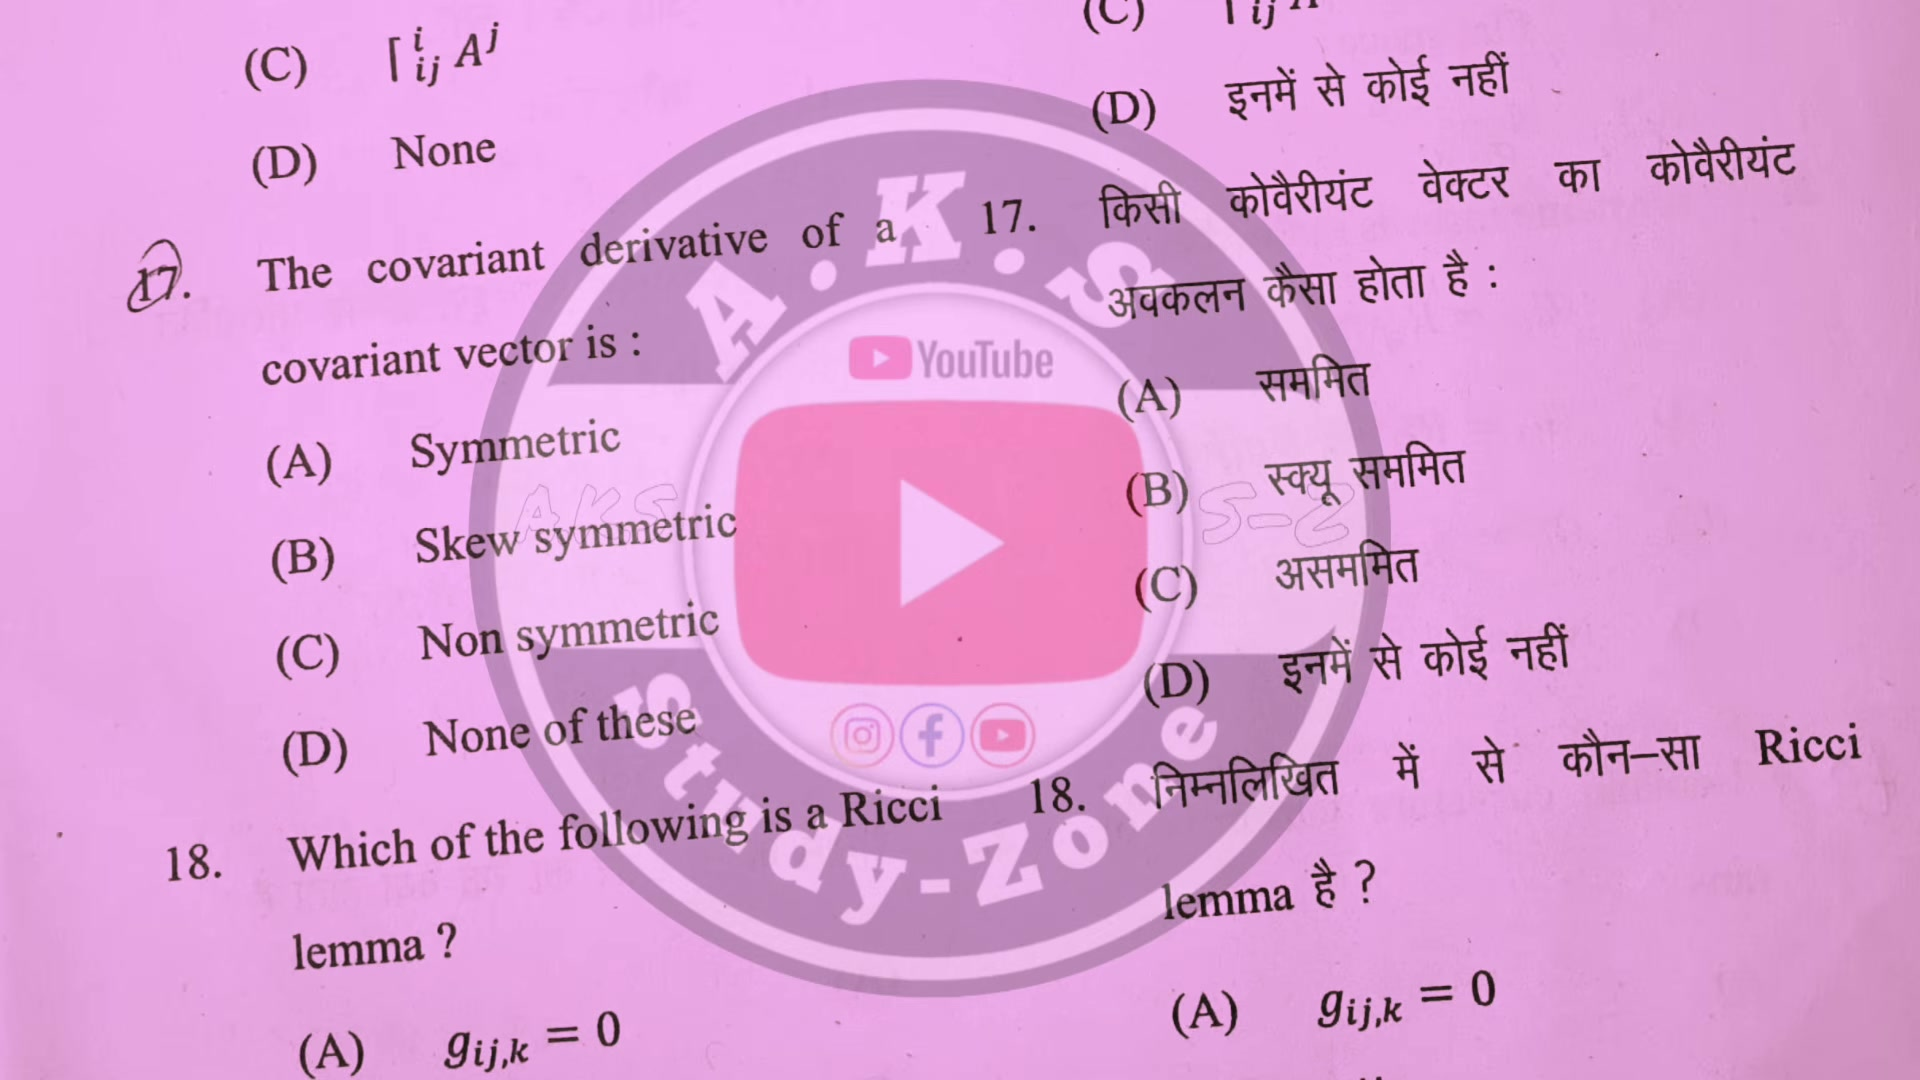 (C) Γ^i_ij A^j
(D) None
17. The covariant derivative of a
covariant vector is :
(A) Symmetric
(B) Skew symmetric
(C) Non symmetric
(D) None of these
18. Which of the following is a Ricci
lemma ?
(A) g_ij,k = 0
(C)
(D) इनमें से कोई नहीं
17. किसी कोवैरीयंट वेक्टर का कोवैरीयंट
अवकलन कैसा होता है :
(A) सममित
(B) स्क्यू सममित
(C) असममित
(D) इनमें से कोई नहीं
18. निम्नलिखित में से कौन–सा Ricci
lemma है ?
(A) g_ij,k = 0
A.K.S
YouTube
AKS S-Z
Study-Zone